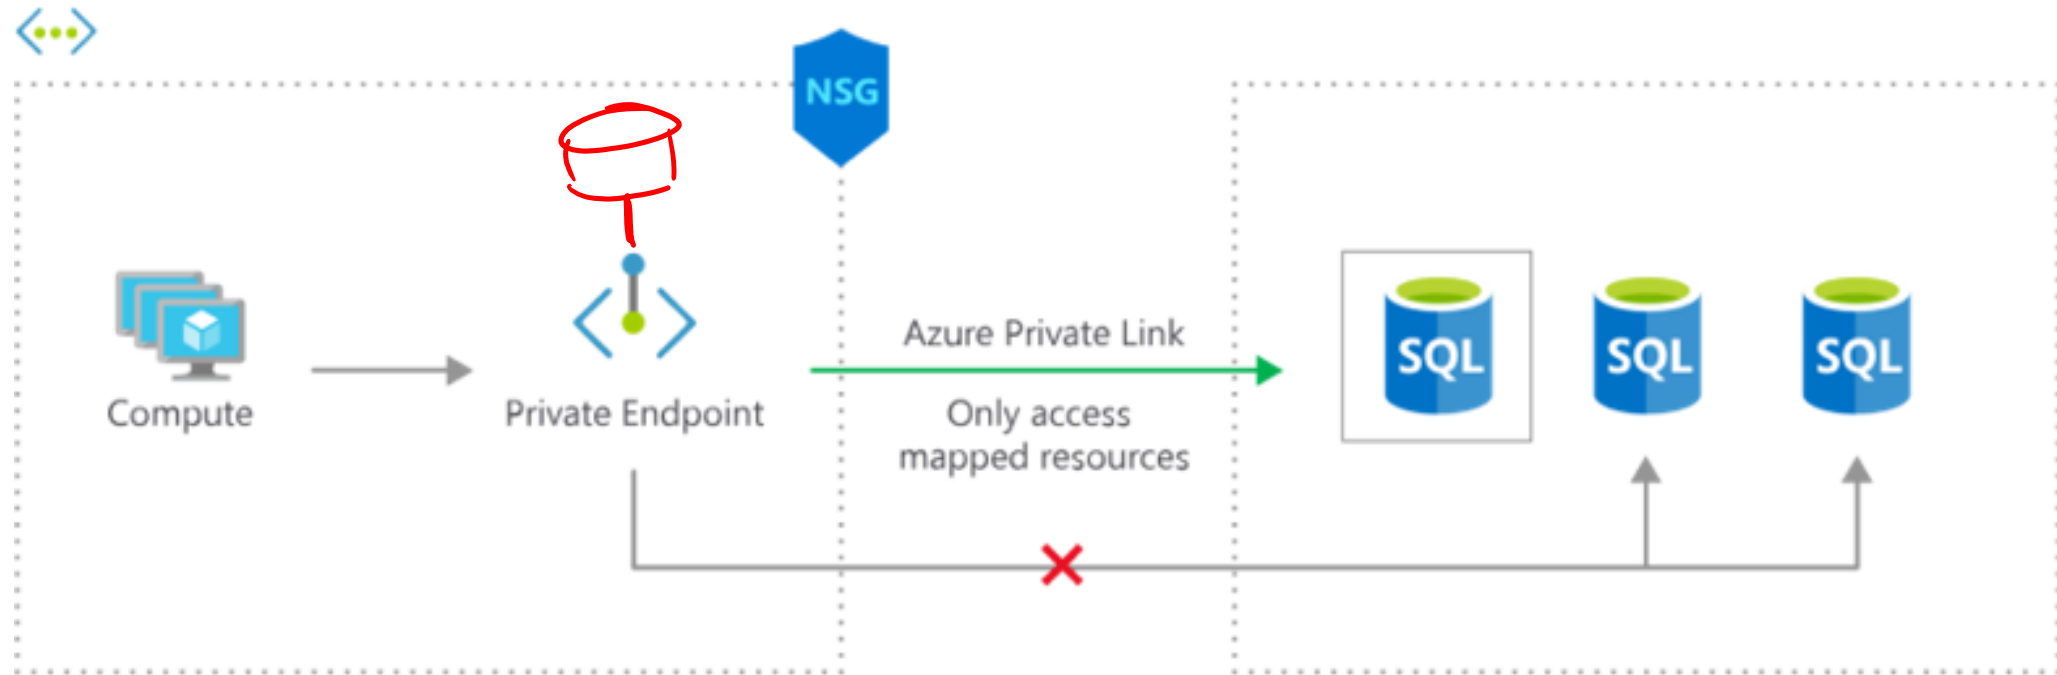 NSG
Compute
Private Endpoint
Azure Private Link
Only access
mapped resources
SQL
SQL
SQL